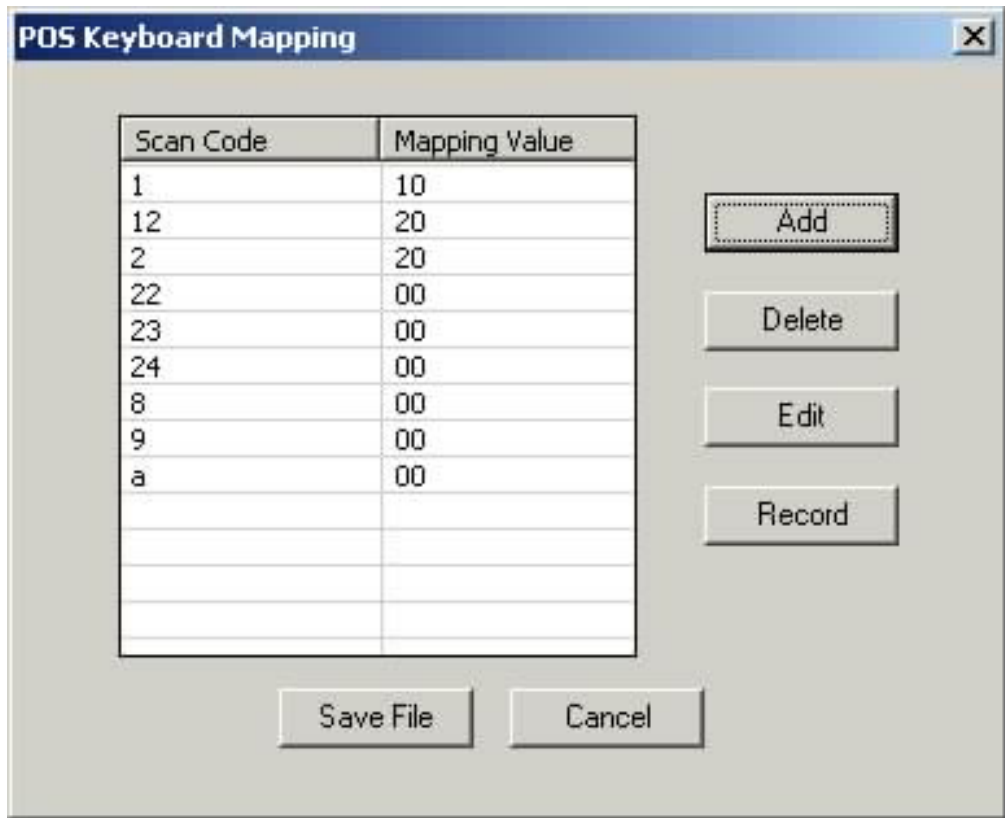 POS Keyboard Mapping
Scan Code Mapping Value
1 10
12 20
2 20
22 00
23 00
24 00
8 00
9 00
a 00
Add
Delete
Edit
Record
Save File Cancel